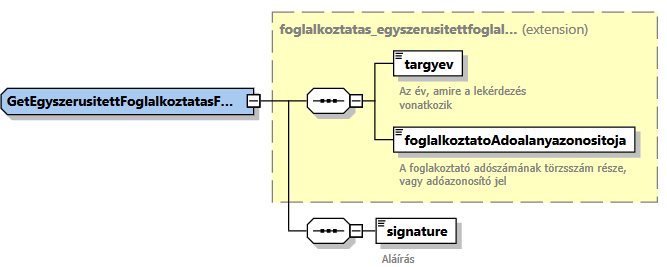 foglalkoztatas_egyszerusitettfoglal... (extension)
targyev
Az év, amire a lekérdezés
vonatkozik
GetEgyszerusitettFoglalkoztatasF...
foglalkoztatoAdoalanyazonositoja
A foglakoztató adószámának törzsszám része,
vagy adóazonosító jel
signature
Aláírás